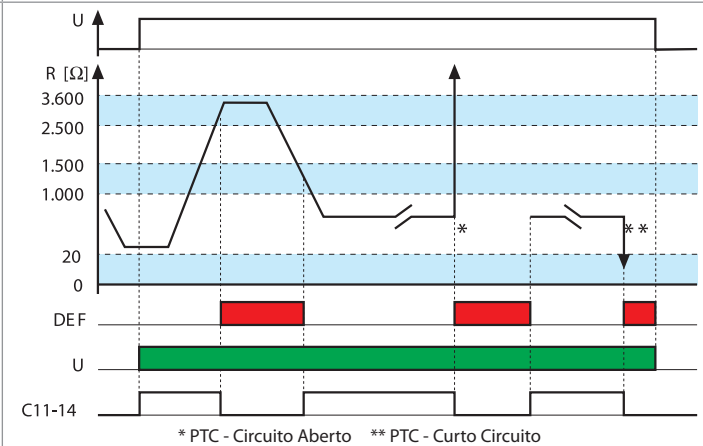 U
R [Ω]
3.600
2.500
1.500
1.000
*
**
20
0
DEF
U
C11-14
* PTC - Circuito Aberto ** PTC - Curto Circuito